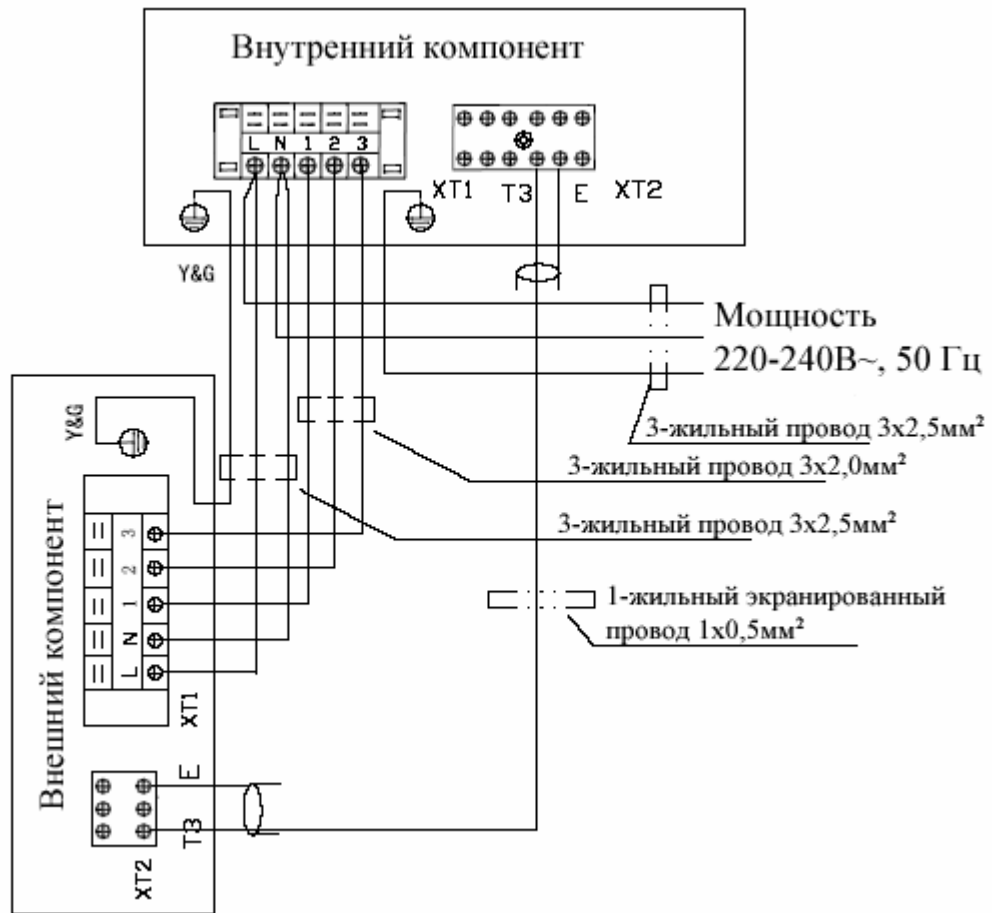 Внутренний компонент
L N 1 2 3
XT1 T3 E XT2
Y&G
Мощность
220-240В~, 50 Гц
3-жильный провод 3х2,5мм²
3-жильный провод 3х2,0мм²
3-жильный провод 3х2,5мм²
1-жильный экранированный
провод 1х0,5мм²
Внешний компонент
Y&G
L N 1 2 3
XT1
T3 E
XT2